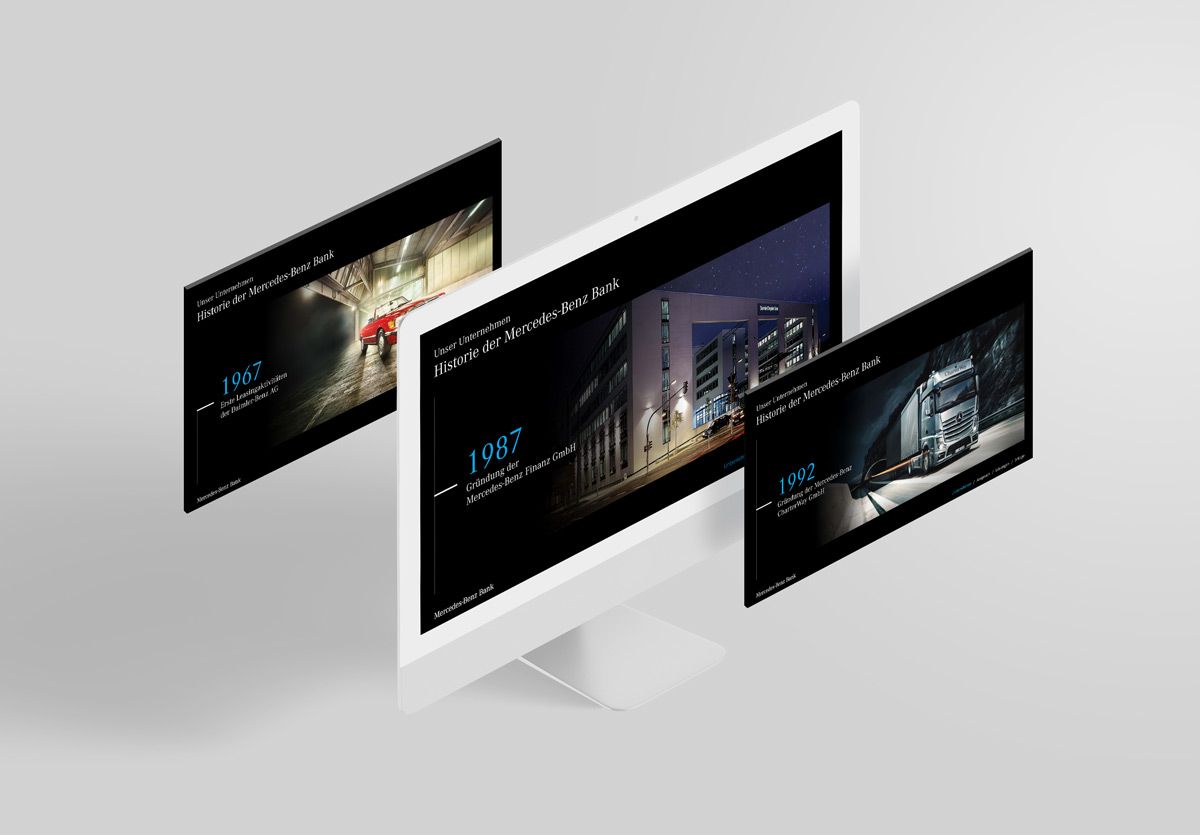 Unser Unternehmen
Historie der Mercedes-Benz Bank
1967
Erste Leasingaktivitäten
der Daimler-Benz AG
Mercedes-Benz Bank
Unser Unternehmen
Historie der Mercedes-Benz Bank
1987
Gründung der
Mercedes-Benz Finanz GmbH
Mercedes-Benz Bank
Unser Unternehmen
Historie der Mercedes-Benz Bank
1992
Gründung der Mercedes-Benz
CharterWay GmbH
Mercedes-Benz Bank